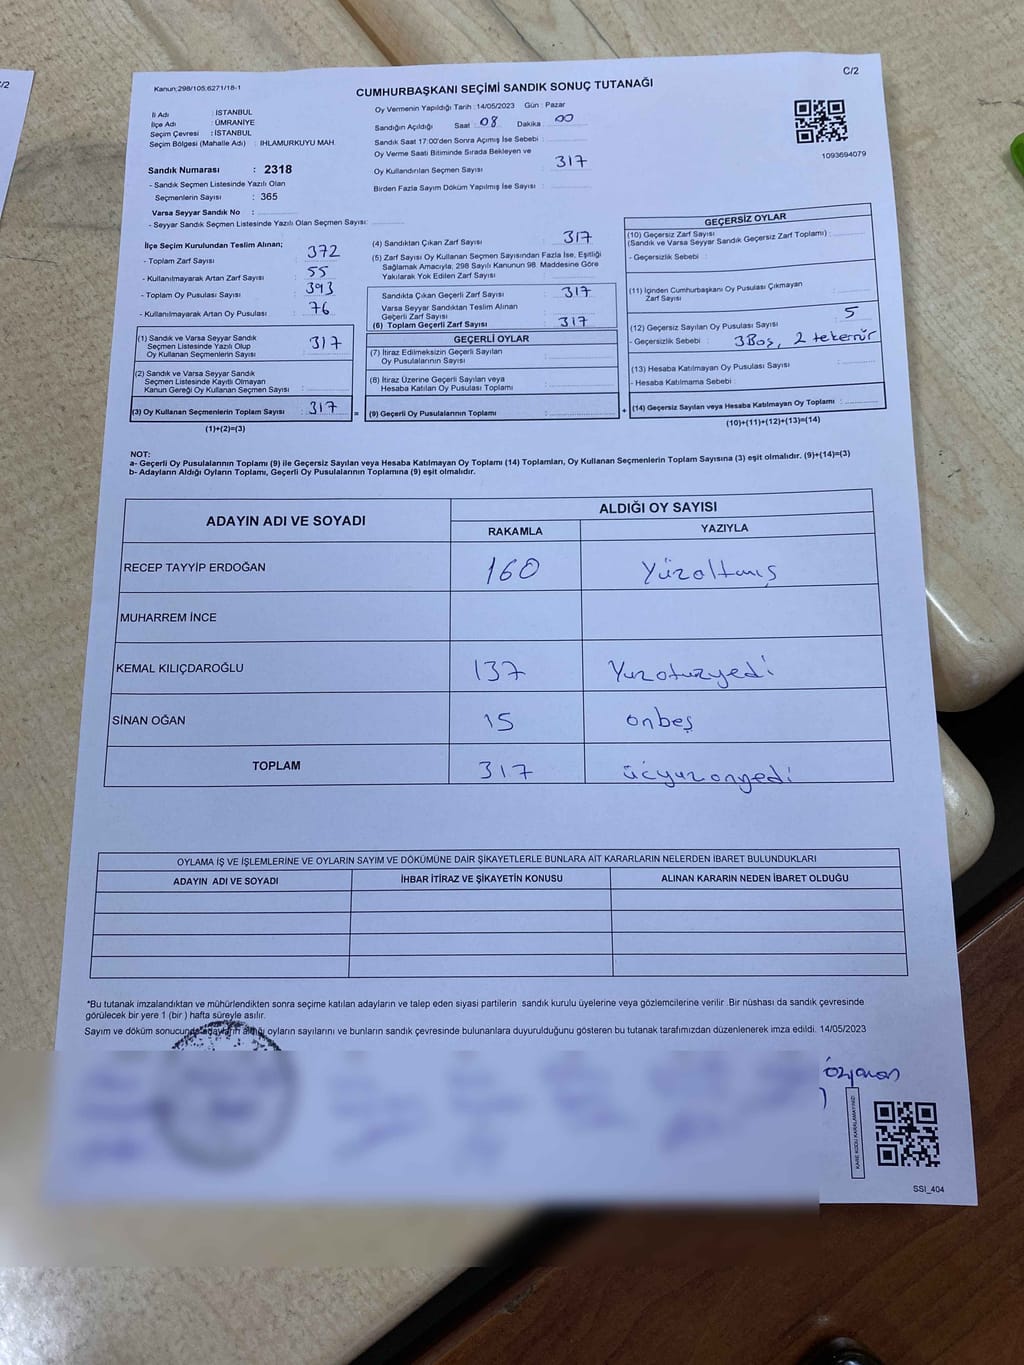 C/2
Kanun;298/105;6271/18-1
CUMHURBAŞKANI SEÇİMİ SANDIK SONUÇ TUTANAĞI
İl Adı : İSTANBUL
İlçe Adı : ÜMRANİYE
Seçim Çevresi : İSTANBUL
Seçim Bölgesi (Mahalle Adı) : IHLAMURKUYU MAH.
Sandık Numarası : 2318
- Sandık Seçmen Listesinde Yazılı Olan
Seçmenlerin Sayısı : 365
Varsa Seyyar Sandık No :
- Seyyar Sandık Seçmen Listesinde Yazılı Olan Seçmen Sayısı:
Oy Vermenin Yapıldığı Tarih : 14/05/2023 Gün : Pazar
Sandığın Açıldığı Saat : 08 Dakika : 00
Sandık Saat 17:00'den Sonra Açımış İse Sebebi :
Oy Verme Saati Bitiminde Sırada Bekleyen ve
Oy Kullandırılan Seçmen Sayısı : 317
Birden Fazla Sayım Döküm Yapılmış İse Sayısı :
1093694079
İlçe Seçim Kurulundan Teslim Alınan;
- Toplam Zarf Sayısı : 372
- Kullanılmayarak Artan Zarf Sayısı : 55
- Toplam Oy Pusulası Sayısı : 393
- Kullanılmayarak Artan Oy Pusulası : 76
(1) Sandık ve Varsa Seyyar Sandık
Seçmen Listesinde Yazılı Olup
Oy Kullanan Seçmenlerin Sayısı : 317
(2) Sandık ve Varsa Seyyar Sandık
Seçmen Listesinde Kayıtlı Olmayan
Kanun Gereği Oy Kullanan Seçmen Sayısı :
(3) Oy Kullanan Seçmenlerin Toplam Sayısı : 317
(1)+(2)=(3)
(4) Sandıktan Çıkan Zarf Sayısı : 317
(5) Zarf Sayısı Oy Kullanan Seçmen Sayısından Fazla İse, Eşitliği
Sağlamak Amacıyla, 298 Sayılı Kanunun 98. Maddesine Göre
Yakılarak Yok Edilen Zarf Sayısı :
Sandıkta Çıkan Geçerli Zarf Sayısı : 317
Varsa Seyyar Sandıktan Teslim Alınan
Geçerli Zarf Sayısı :
(6) Toplam Geçerli Zarf Sayısı : 317
GEÇERLİ OYLAR
(7) İtiraz Edilmeksizin Geçerli Sayılan
Oy Pusulalarının Sayısı :
(8) İtiraz Üzerine Geçerli Sayılan veya
Hesaba Katılan Oy Pusulası Toplamı :
= (9) Geçerli Oy Pusulalarının Toplamı :
GEÇERSİZ OYLAR
(10) Geçersiz Zarf Sayısı
(Sandık ve Varsa Seyyar Sandık Geçersiz Zarf Toplamı) :
- Geçersizlik Sebebi :
(11) İçinden Cumhurbaşkanı Oy Pusulası Çıkmayan
Zarf Sayısı :
(12) Geçersiz Sayılan Oy Pusulası Sayısı : 5
- Geçersizlik Sebebi : 3Boş, 2 tekerrür
(13) Hesaba Katılmayan Oy Pusulası Sayısı :
- Hesaba Katılmama Sebebi :
+ (14) Geçersiz Sayılan veya Hesaba Katılmayan Oy Toplamı :
(10)+(11)+(12)+(13)=(14)
NOT:
a- Geçerli Oy Pusulalarının Toplamı (9) ile Geçersiz Sayılan veya Hesaba Katılmayan Oy Toplamı (14) Toplamları, Oy Kullanan Seçmenlerin Toplam Sayısına (3) eşit olmalıdır. (9)+(14)=(3)
b- Adayların Aldığı Oyların Toplamı, Geçerli Oy Pusulalarının Toplamına (9) eşit olmalıdır.
ADAYIN ADI VE SOYADI ALDIĞI OY SAYISI
RAKAMLA YAZIYLA
RECEP TAYYİP ERDOĞAN 160 Yüzaltmış
MUHARREM İNCE
KEMAL KILIÇDAROĞLU 137 Yuzotuzyedi
SİNAN OĞAN 15 onbeş
TOPLAM 317 üçyuzonyedi
OYLAMA İŞ VE İŞLEMLERİNE VE OYLARIN SAYIM VE DÖKÜMÜNE DAİR ŞİKAYETLERLE BUNLARA AİT KARARLARIN NELERDEN İBARET BULUNDUKLARI
ADAYIN ADI VE SOYADI İHBAR İTİRAZ VE ŞİKAYETİN KONUSU ALINAN KARARIN NEDEN İBARET OLDUĞU
*Bu tutanak imzalandıktan ve mühürlendikten sonra seçime katılan adayların ve talep eden siyasi partilerin sandık kurulu üyelerine veya gözlemcilerine verilir .Bir nüshası da sandık çevresinde
görülecek bir yere 1 (bir ) hafta süreyle asılır.
Sayım ve döküm sonucunda adayların aldığı oyların sayılarını ve bunların sandık çevresinde bulunanlara duyurulduğunu gösteren bu tutanak tarafımızdan düzenlenerek imza edildi. 14/05/2023
KARE KODU KARALAMAYINIZ!
SSI_404